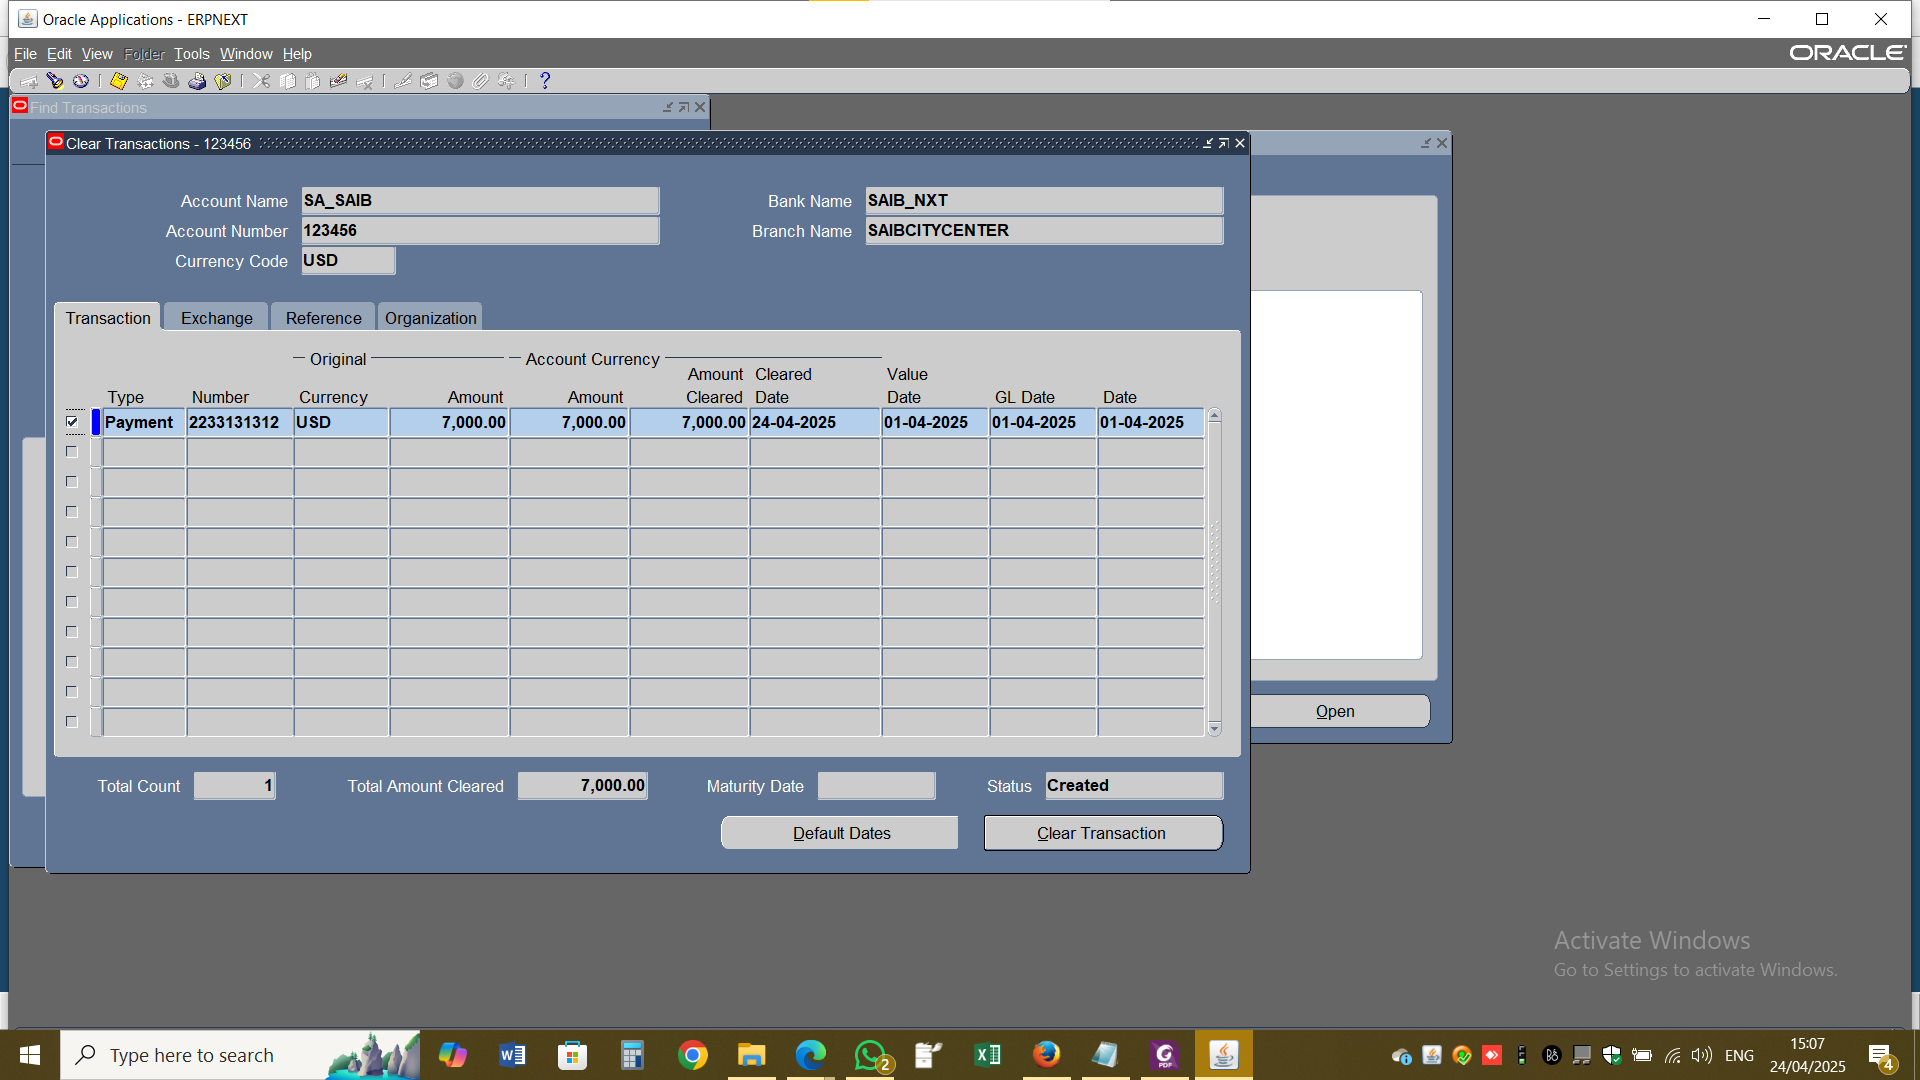 Oracle Applications - ERPNEXT
File Edit View Folder Tools Window Help
ORACLE
Find Transactions
Clear Transactions - 123456
Account Name SA_SAIB
Bank Name SAIB_NXT
Account Number 123456
Branch Name SAIBCITYCENTER
Currency Code USD
Transaction Exchange Reference Organization
Original Account Currency
Amount Cleared Value
Type Number Currency Amount Amount Cleared Date Date GL Date Date
Payment 2233131312 USD 7,000.00 7,000.00 7,000.00 24-04-2025 01-04-2025 01-04-2025 01-04-2025
Open
Total Count 1 Total Amount Cleared 7,000.00 Maturity Date Status Created
Default Dates Clear Transaction
Activate Windows
Go to Settings to activate Windows.
Type here to search
2
PDF
ENG
15:07
24/04/2025
4